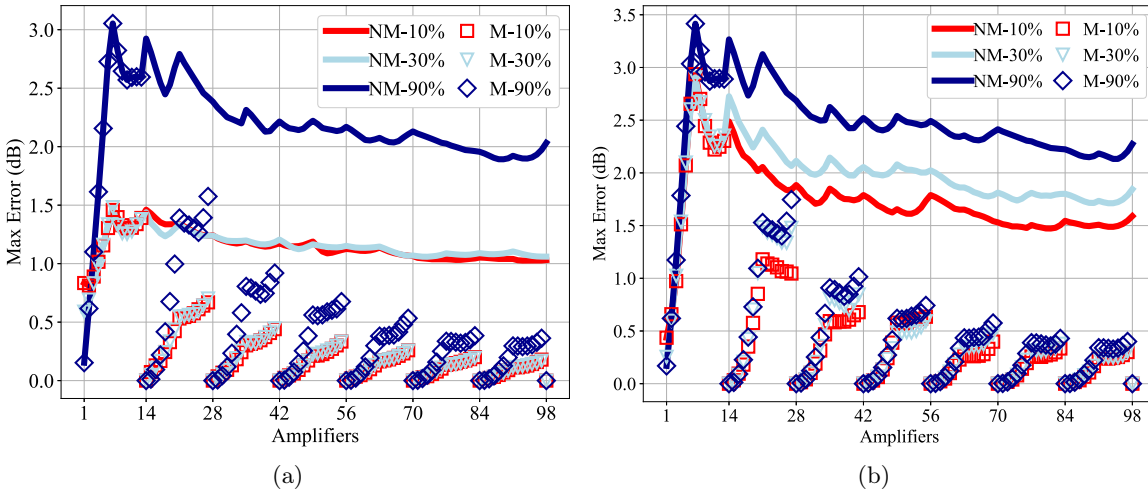 3.0
2.5
2.0
1.5
1.0
0.5
0.0
Max Error (dB)
NM-10% M-10%
NM-30% M-30%
NM-90% M-90%
1 14 28 42 56 70 84 98
Amplifiers
(a)
3.5
3.0
2.5
2.0
1.5
1.0
0.5
0.0
Max Error (dB)
NM-10% M-10%
NM-30% M-30%
NM-90% M-90%
1 14 28 42 56 70 84 98
Amplifiers
(b)